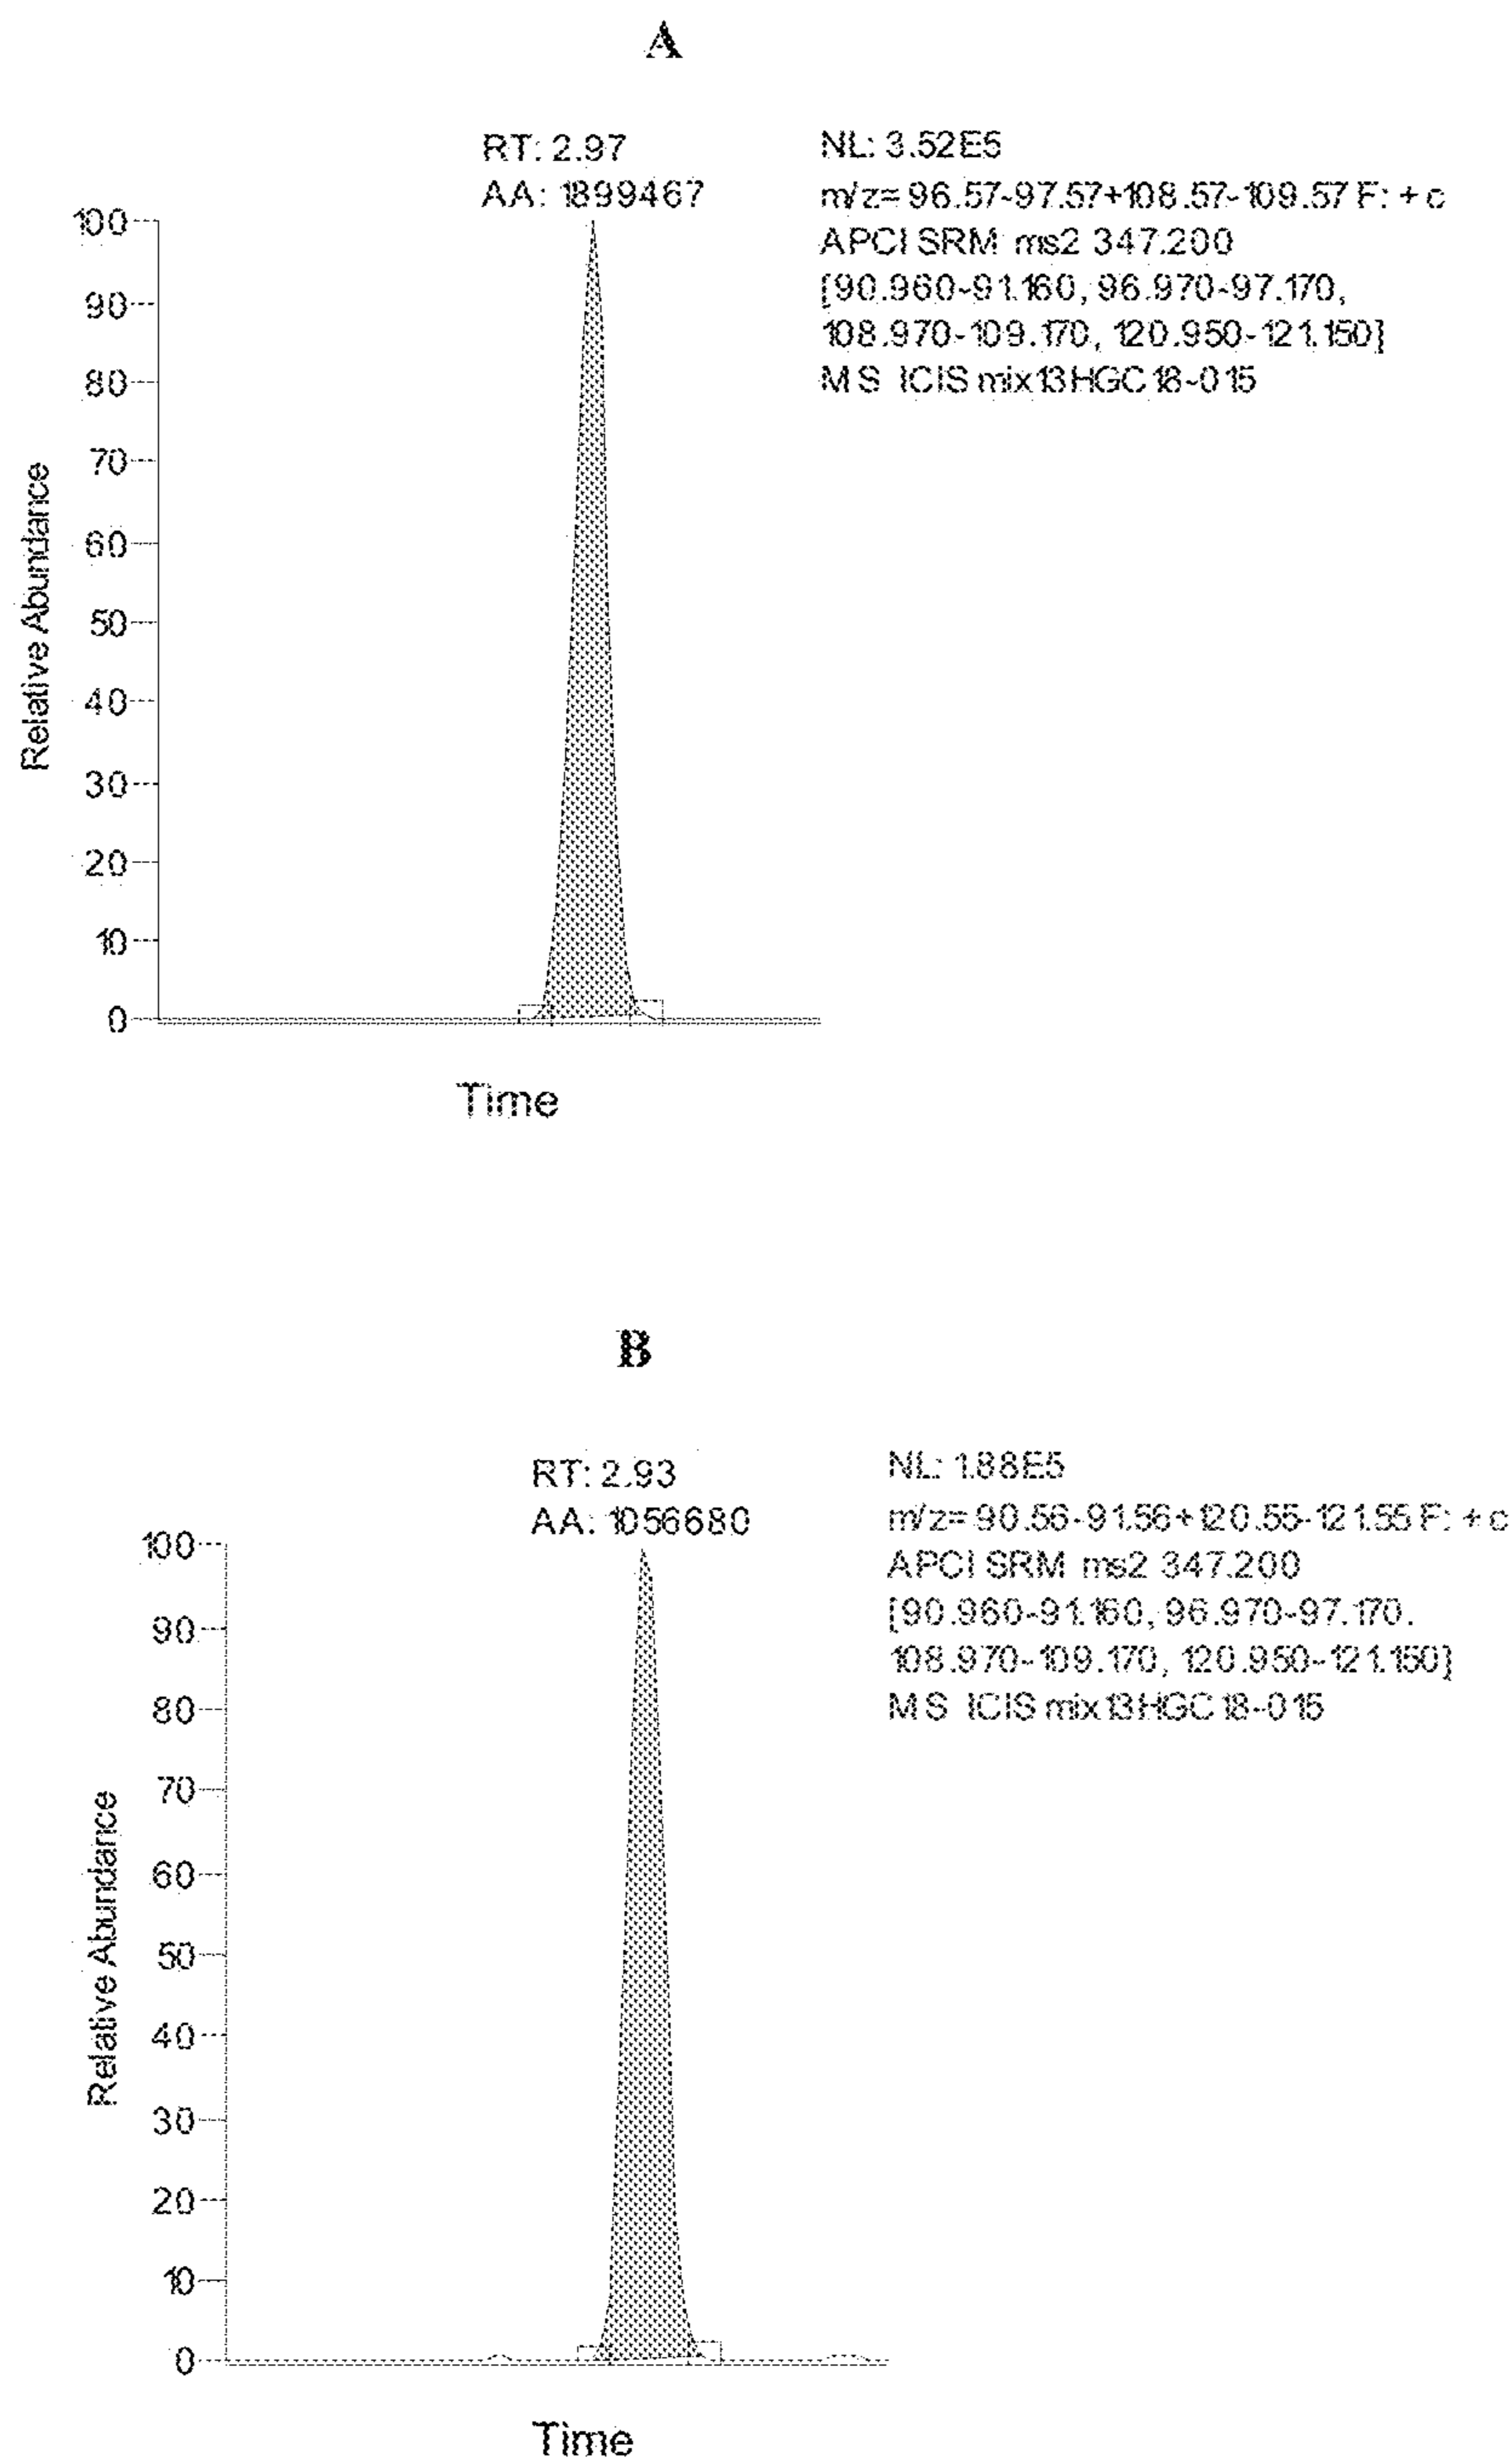 A
RT: 2.97
AA: 1899467
NL: 3.52E5
m/z= 96.57-97.57+108.57-109.57 F: + c
APCI SRM ms2 347.200
[90.960-91.160, 96.970-97.170,
108.970-109.170, 120.950-121.150]
MS ICIS mix13HGC18-015
100
90
80
70
60
50
40
30
20
10
0
Relative Abundance
Time
B
RT: 2.93
AA: 1056680
NL: 1.88E5
m/z= 90.56-91.56+120.55-121.55 F: + c
APCI SRM ms2 347.200
[90.960-91.160, 96.970-97.170.
108.970-109.170, 120.950-121.150]
MS ICIS mix13HGC18-015
100
90
80
70
60
50
40
30
20
10
0
Relative Abundance
Time